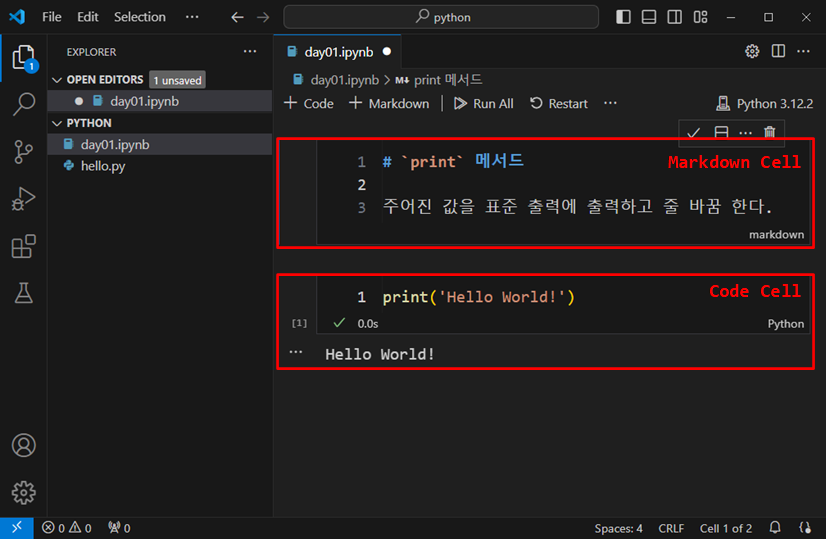 File Edit Selection ··· python
EXPLORER ···
OPEN EDITORS 1 unsaved
day01.ipynb
PYTHON
day01.ipynb
hello.py
day01.ipynb
day01.ipynb > M↓ print 메서드
+ Code + Markdown Run All Restart ··· Python 3.12.2
1 # `print` 메서드
Markdown Cell
2
3 주어진 값을 표준 출력에 출력하고 줄 바꿈 한다.
markdown
1 print('Hello World!')
Code Cell
[1] 0.0s Python
··· Hello World!
1
0 0 0 Spaces: 4 CRLF Cell 1 of 2